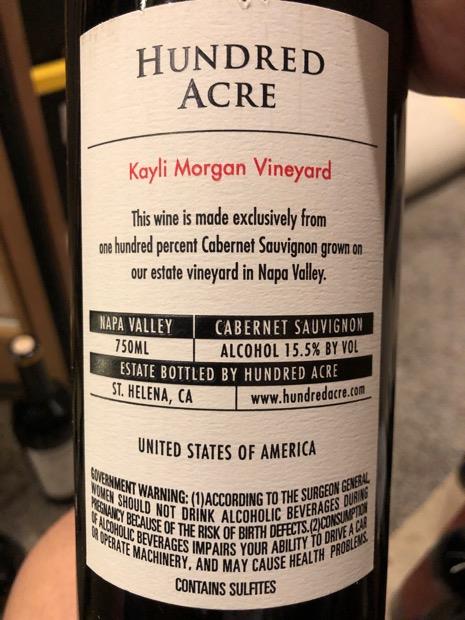 HUNDRED
ACRE
Kayli Morgan Vineyard
This wine is made exclusively from
one hundred percent Cabernet Sauvignon grown on
our estate vineyard in Napa Valley.
NAPA VALLEY CABERNET SAUVIGNON
750ML ALCOHOL 15.5% BY VOL
ESTATE BOTTLED BY HUNDRED ACRE
ST. HELENA, CA www.hundredacre.com
UNITED STATES OF AMERICA
GOVERNMENT WARNING: (1)ACCORDING TO THE SURGEON GENERAL,
WOMEN SHOULD NOT DRINK ALCOHOLIC BEVERAGES DURING
PREGNANCY BECAUSE OF THE RISK OF BIRTH DEFECTS.(2)CONSUMPTION
OF ALCOHOLIC BEVERAGES IMPAIRS YOUR ABILITY TO DRIVE A CAR
OR OPERATE MACHINERY, AND MAY CAUSE HEALTH PROBLEMS.
CONTAINS SULFITES